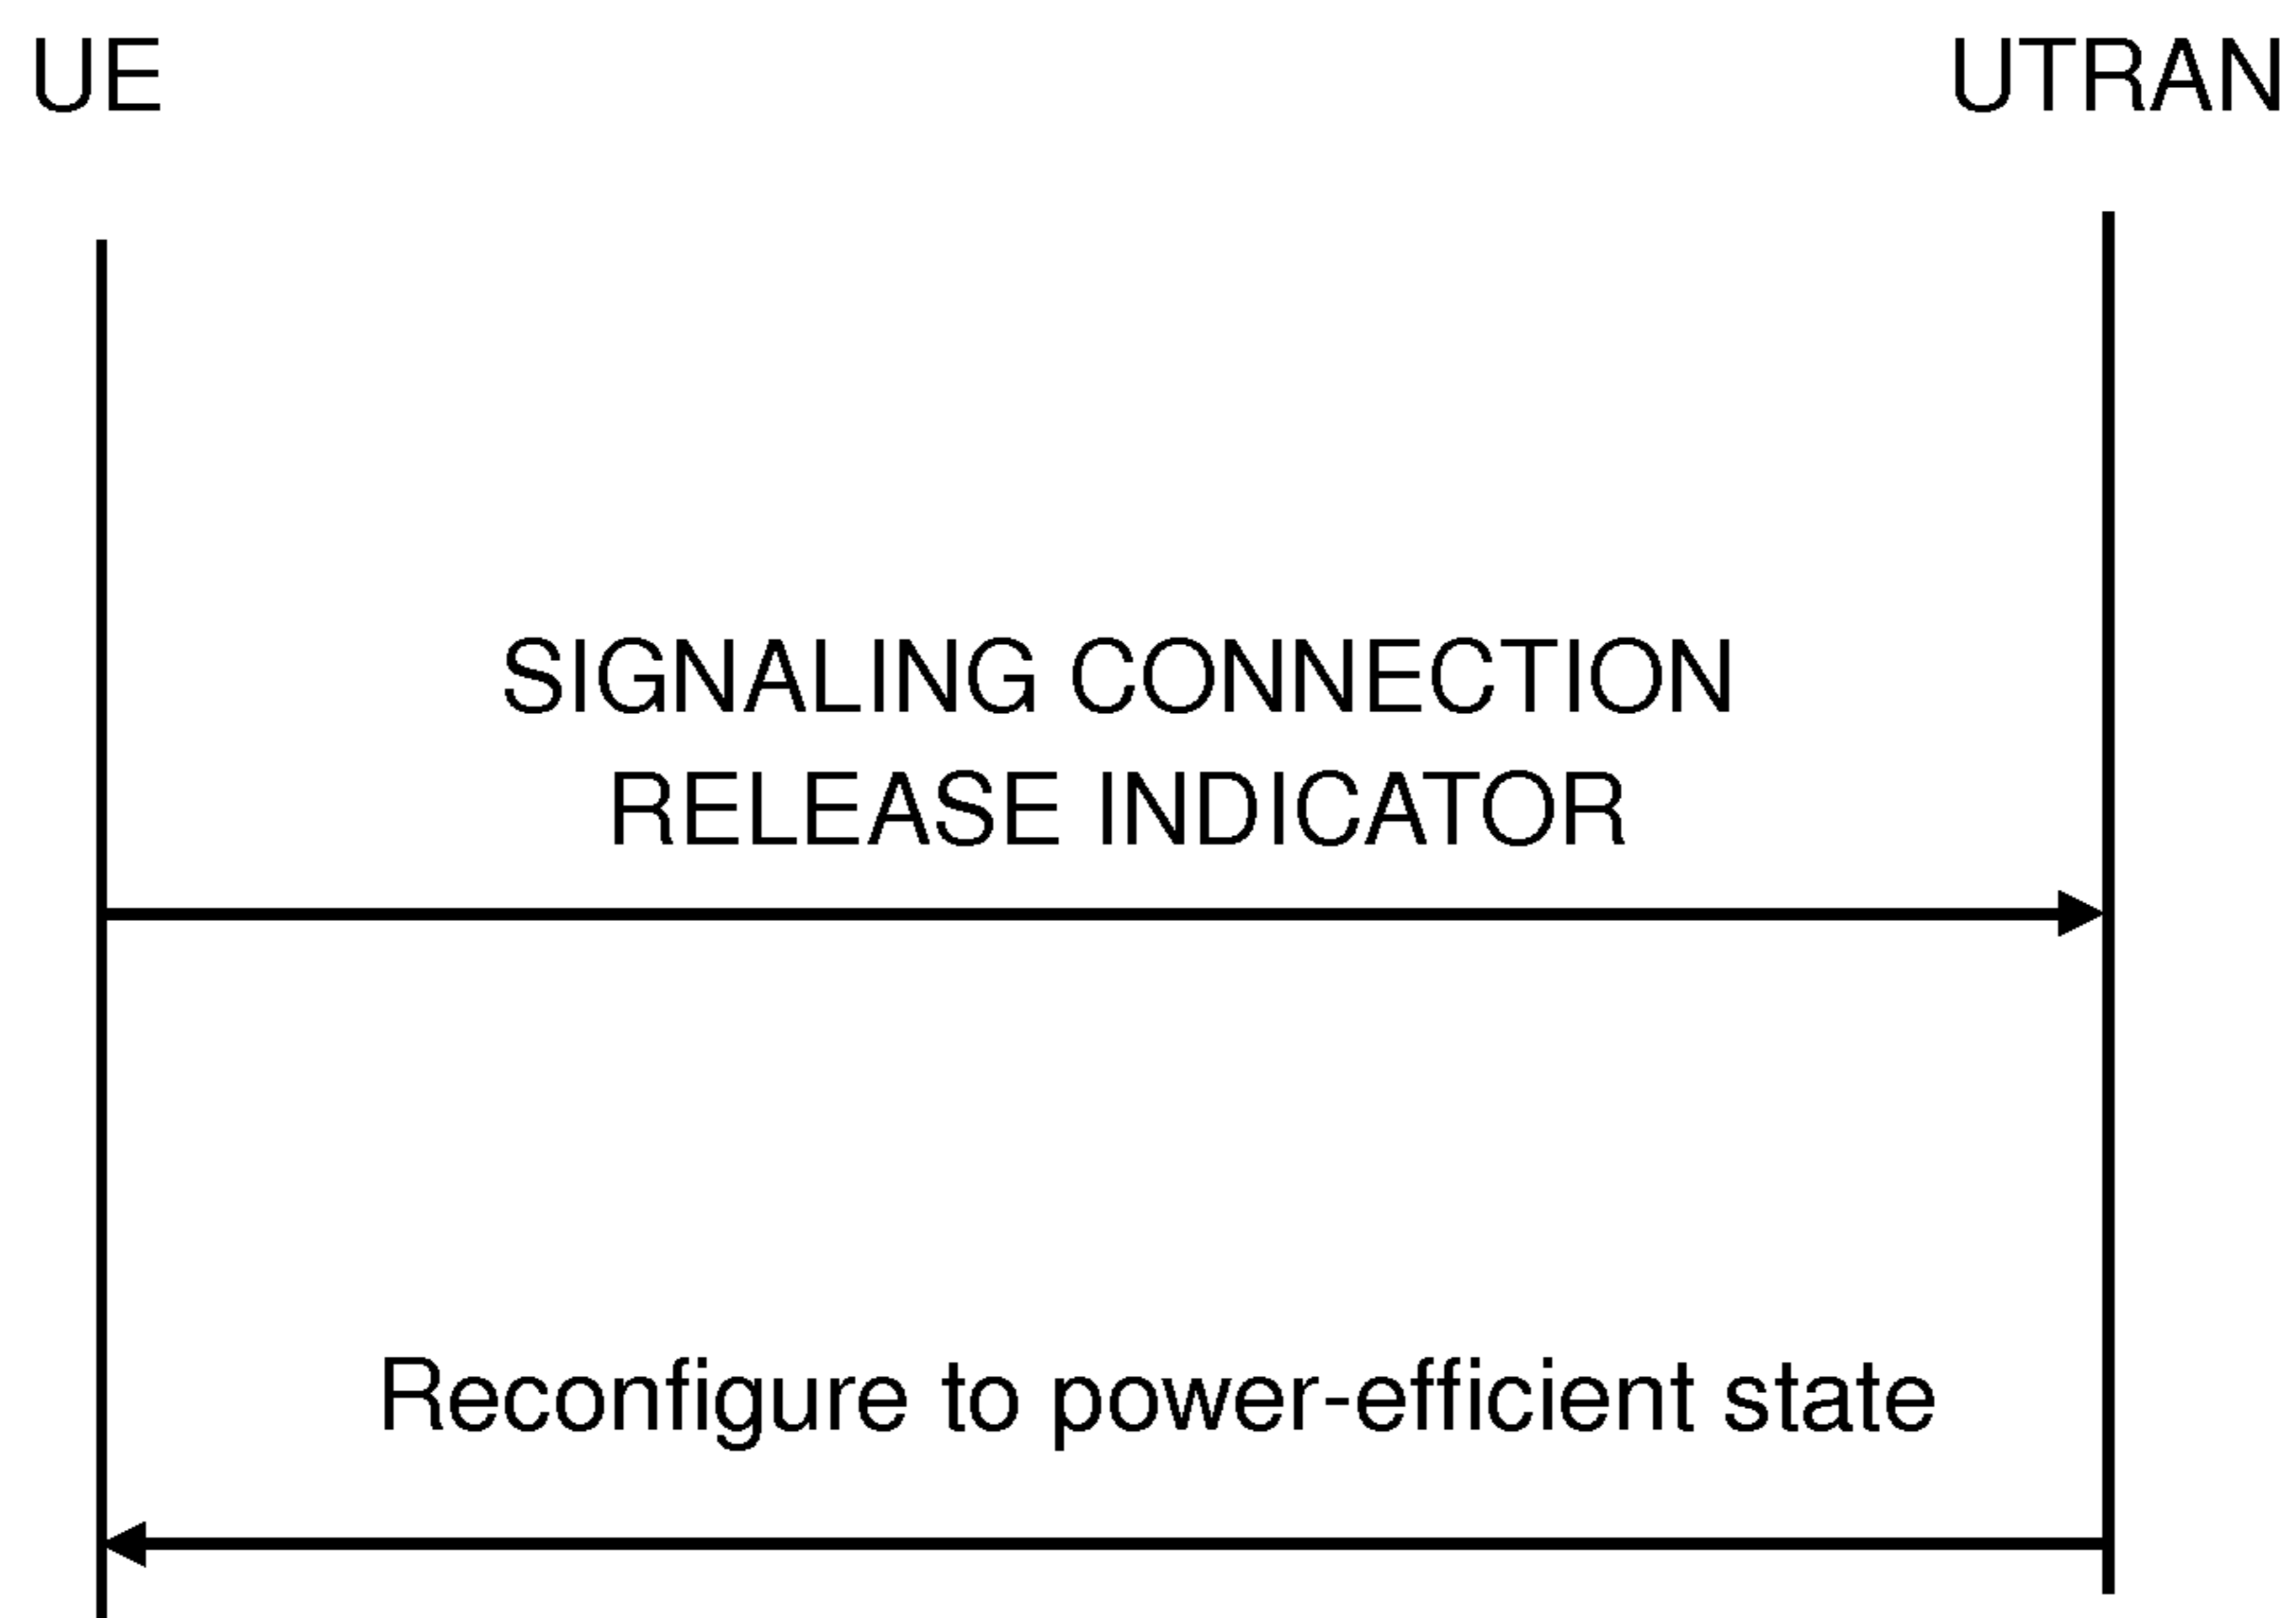 UE
UTRAN
SIGNALING CONNECTION
RELEASE INDICATOR
Reconfigure to power-efficient state